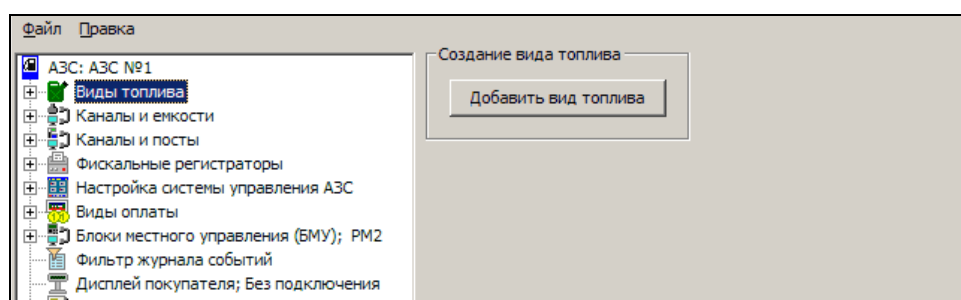 Файл Правка
АЗС: АЗС №1
Виды топлива
Каналы и емкости
Каналы и посты
Фискальные регистраторы
Настройка системы управления АЗС
Виды оплаты
Блоки местного управления (БМУ); РМ2
Фильтр журнала событий
Дисплей покупателя; Без подключения
Создание вида топлива
Добавить вид топлива